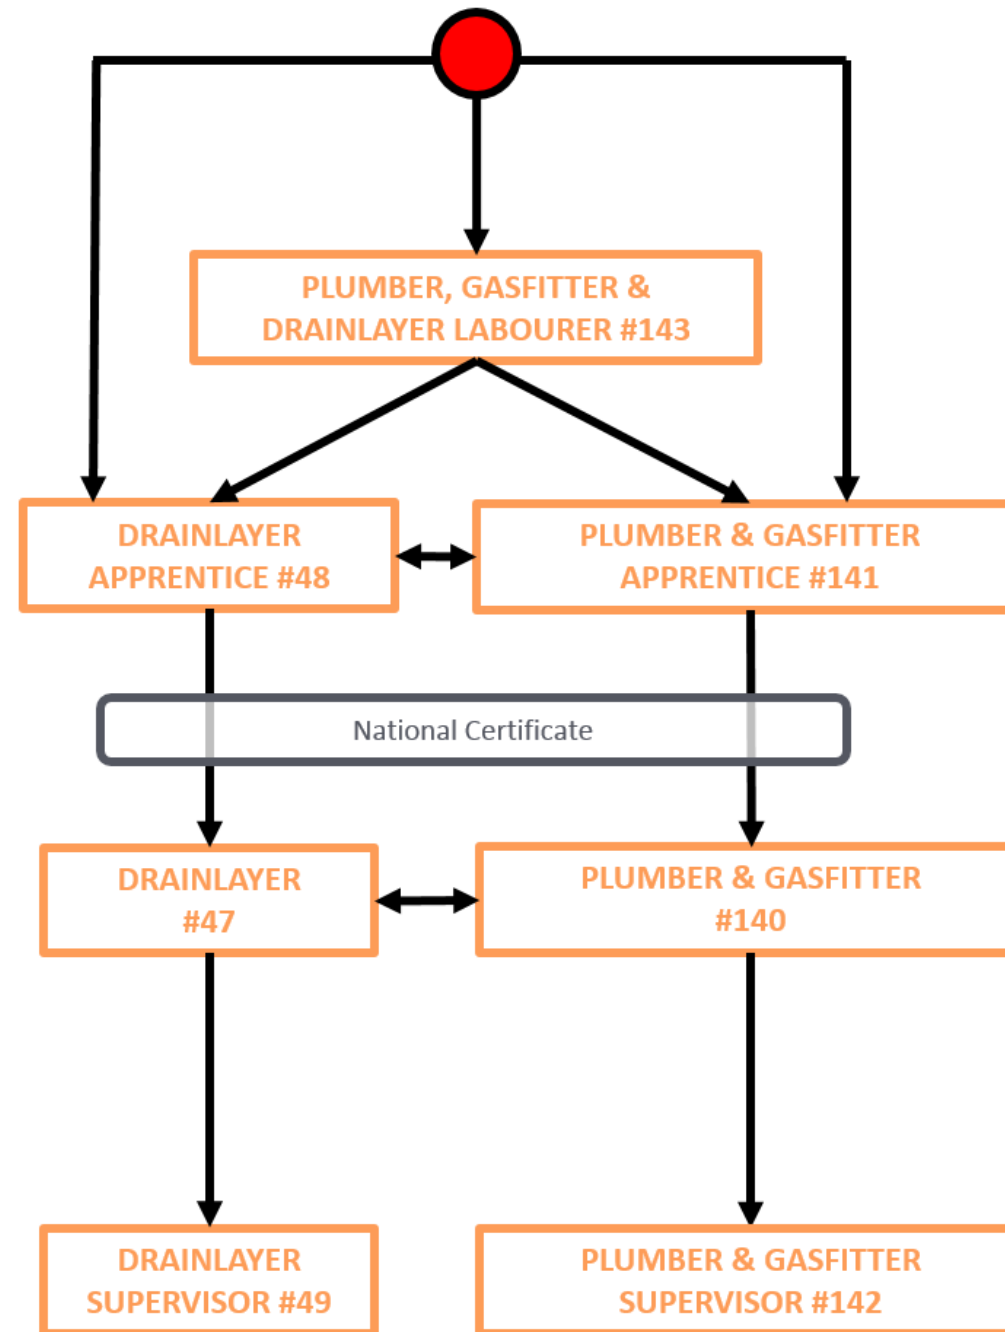 PLUMBER, GASFITTER &
DRAINLAYER LABOURER #143
DRAINLAYER
APPRENTICE #48
PLUMBER & GASFITTER
APPRENTICE #141
National Certificate
DRAINLAYER
#47
PLUMBER & GASFITTER
#140
DRAINLAYER
SUPERVISOR #49
PLUMBER & GASFITTER
SUPERVISOR #142